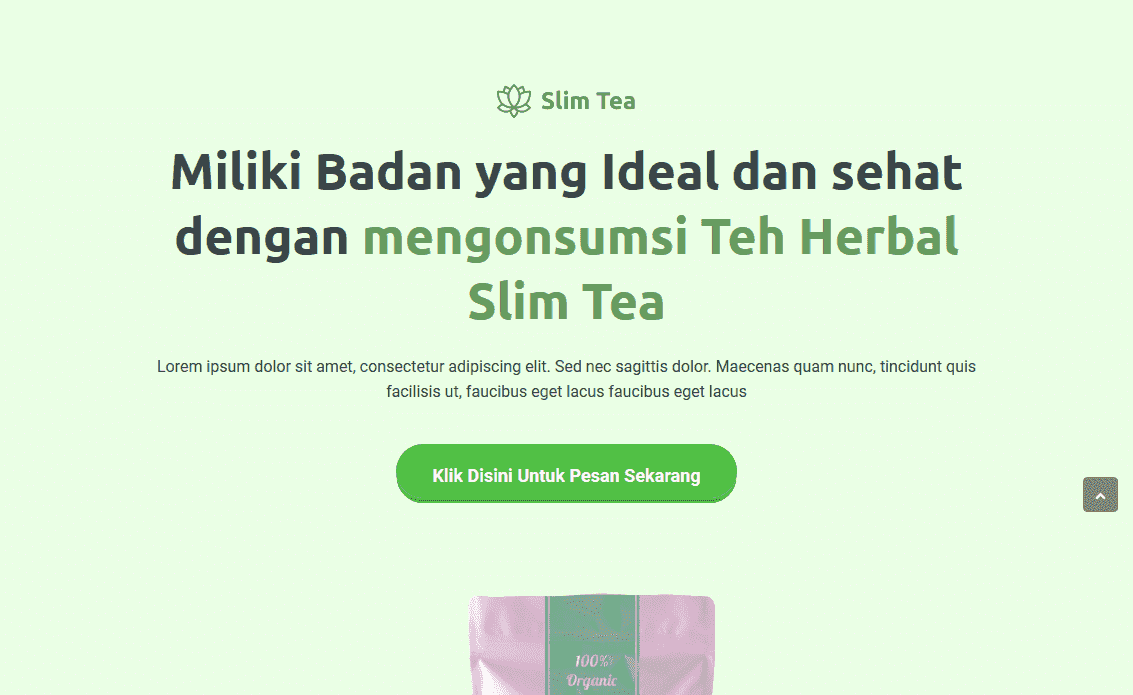 Slim Tea
Miliki Badan yang Ideal dan sehat
dengan mengonsumsi Teh Herbal
Slim Tea
Lorem ipsum dolor sit amet, consectetur adipiscing elit. Sed nec sagittis dolor. Maecenas quam nunc, tincidunt quis
facilisis ut, faucibus eget lacus faucibus eget lacus
Klik Disini Untuk Pesan Sekarang
100%
Organic